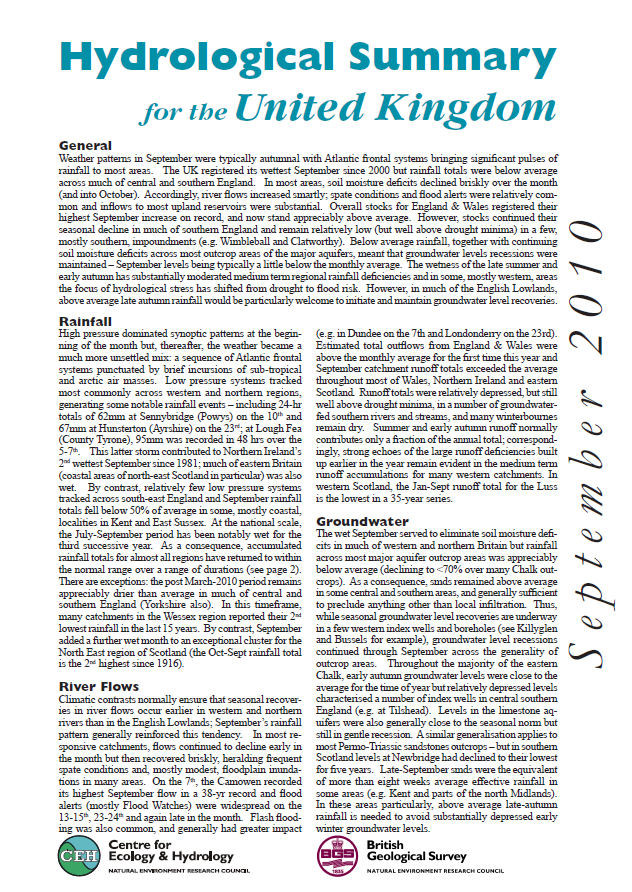 Hydrological Summary
for the United Kingdom
General
Weather patterns in September were typically autumnal with Atlantic frontal systems bringing significant pulses of
rainfall to most areas. The UK registered its wettest September since 2000 but rainfall totals were below average
across much of central and southern England. In most areas, soil moisture deficits declined briskly over the month
(and into October). Accordingly, river flows increased smartly; spate conditions and flood alerts were relatively com-
mon and inflows to most upland reservoirs were substantial. Overall stocks for England & Wales registered their
highest September increase on record, and now stand appreciably above average. However, stocks continued their
seasonal decline in much of southern England and remain relatively low (but well above drought minima) in a few,
mostly southern, impoundments (e.g. Wimbleball and Clatworthy). Below average rainfall, together with continuing
soil moisture deficits across most outcrop areas of the major aquifers, meant that groundwater levels recessions were
maintained – September levels being typically a little below the monthly average. The wetness of the late summer and
early autumn has substantially moderated medium term regional rainfall deficiencies and in some, mostly western, areas
the focus of hydrological stress has shifted from drought to flood risk. However, in much of the English Lowlands,
above average late autumn rainfall would be particularly welcome to initiate and maintain groundwater level recoveries.
Rainfall
High pressure dominated synoptic patterns at the begin-
ning of the month but, thereafter, the weather became a
much more unsettled mix: a sequence of Atlantic frontal
systems punctuated by brief incursions of sub-tropical
and arctic air masses. Low pressure systems tracked
most commonly across western and northern regions,
generating some notable rainfall events – including 24-hr
totals of 62mm at Sennybridge (Powys) on the 10th and
67mm at Hunsterton (Ayrshire) on the 23rd; at Lough Fea
(County Tyrone), 95mm was recorded in 48 hrs over the
5-7th. This latter storm contributed to Northern Ireland's
2nd wettest September since 1981; much of eastern Britain
(coastal areas of north-east Scotland in particular) was also
wet. By contrast, relatively few low pressure systems
tracked across south-east England and September rainfall
totals fell below 50% of average in some, mostly coastal,
localities in Kent and East Sussex. At the national scale,
the July-September period has been notably wet for the
third successive year. As a consequence, accumulated
rainfall totals for almost all regions have returned to within
the normal range over a range of durations (see page 2).
There are exceptions: the post March-2010 period remains
appreciably drier than average in much of central and
southern England (Yorkshire also). In this timeframe,
many catchments in the Wessex region reported their 2nd
lowest rainfall in the last 15 years. By contrast, September
added a further wet month to an exceptional cluster for the
North East region of Scotland (the Oct-Sept rainfall total
is the 2nd highest since 1916).
River Flows
Climatic contrasts normally ensure that seasonal recover-
ies in river flows occur earlier in western and northern
rivers than in the English Lowlands; September's rainfall
pattern generally reinforced this tendency. In most re-
sponsive catchments, flows continued to decline early in
the month but then recovered briskly, heralding frequent
spate conditions and, mostly modest, floodplain inunda-
tions in many areas. On the 7th, the Camowen recorded
its highest September flow in a 38-yr record and flood
alerts (mostly Flood Watches) were widespread on the
13-15th, 23-24th and again late in the month. Flash flood-
ing was also common, and generally had greater impact
(e.g. in Dundee on the 7th and Londonderry on the 23rd).
Estimated total outflows from England & Wales were
above the monthly average for the first time this year and
September catchment runoff totals exceeded the average
throughout most of Wales, Northern Ireland and eastern
Scotland. Runoff totals were relatively depressed, but still
well above drought minima, in a number of groundwater-
fed southern rivers and streams, and many winterbournes
remain dry. Summer and early autumn runoff normally
contributes only a fraction of the annual total; correspond-
ingly, strong echoes of the large runoff deficiencies built
up earlier in the year remain evident in the medium term
runoff accumulations for many western catchments. In
western Scotland, the Jan-Sept runoff total for the Luss
is the lowest in a 35-year series.
Groundwater
The wet September served to eliminate soil moisture defi-
cits in much of western and northern Britain but rainfall
across most major aquifer outcrop areas was appreciably
below average (declining to <70% over many Chalk out-
crops). As a consequence, smds remained above average
in some central and southern areas, and generally sufficient
to preclude anything other than local infiltration. Thus,
while seasonal groundwater level recoveries are underway
in a few western index wells and boreholes (see Killyglen
and Bussels for example), groundwater level recessions
continued through September across the generality of
outcrop areas. Throughout the majority of the eastern
Chalk, early autumn groundwater levels were close to the
average for the time of year but relatively depressed levels
characterised a number of index wells in central southern
England (e.g. at Tilshead). Levels in the limestone aq-
uifers were also generally close to the seasonal norm but
still in gentle recession. A similar generalisation applies to
most Permo-Triassic sandstones outcrops – but in southern
Scotland levels at Newbridge had declined to their lowest
for five years. Late-September smds were the equivalent
of more than eight weeks average effective rainfall in
some areas (e.g. Kent and parts of the north Midlands).
In these areas particularly, above average late-autumn
rainfall is needed to avoid substantially depressed early
winter groundwater levels.
September 2010
CEH
Centre for
Ecology & Hydrology
NATURAL ENVIRONMENT RESEARCH COUNCIL
BGS
1835
British
Geological Survey
NATURAL ENVIRONMENT RESEARCH COUNCIL